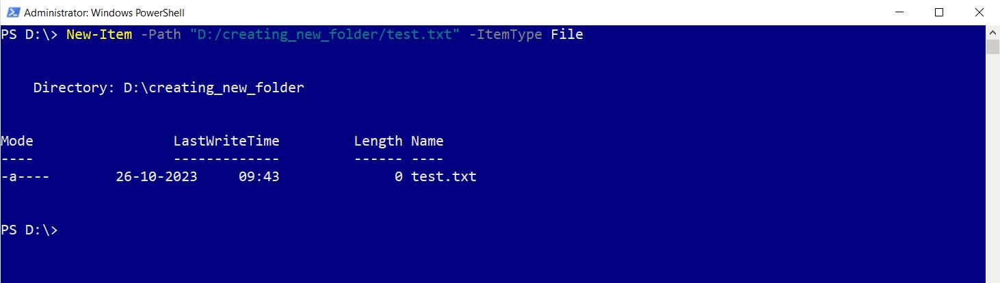 Administrator: Windows PowerShell
PS D:\> New-Item -Path "D:/creating_new_folder/test.txt" -ItemType File
    Directory: D:\creating_new_folder
Mode                 LastWriteTime         Length Name
----                 -------------         ------ ----
-a----        26-10-2023     09:43              0 test.txt
PS D:\>